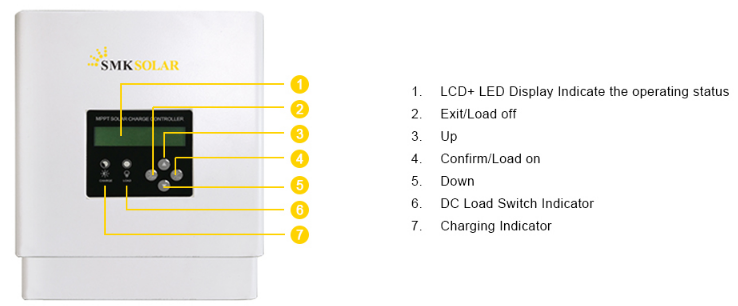 SMKSOLAR
MPPT SOLAR CHARGE CONTROLLER
CHARGE
LOAD
1
2
3
4
5
6
7
1. LCD+ LED Display Indicate the operating status
2. Exit/Load off
3. Up
4. Confirm/Load on
5. Down
6. DC Load Switch Indicator
7. Charging Indicator